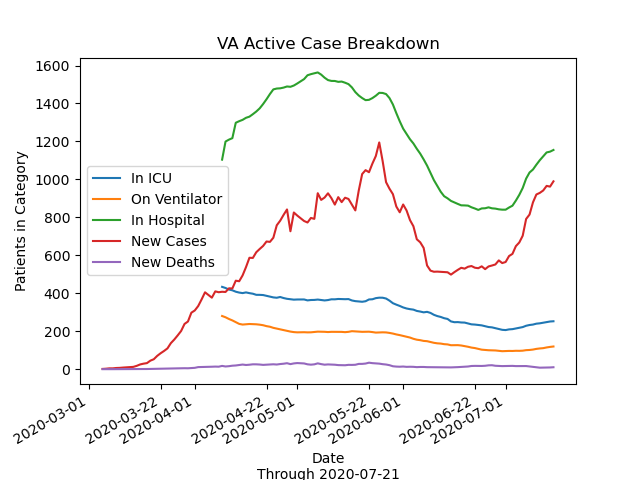 VA Active Case Breakdown
1600
1400
1200
1000
800
600
400
200
0
Patients in Category
In ICU
On Ventilator
In Hospital
New Cases
New Deaths
2020-03-01
2020-03-22
2020-04-01
2020-04-22
2020-05-01
2020-05-22
2020-06-01
2020-06-22
2020-07-01
Date
Through 2020-07-21